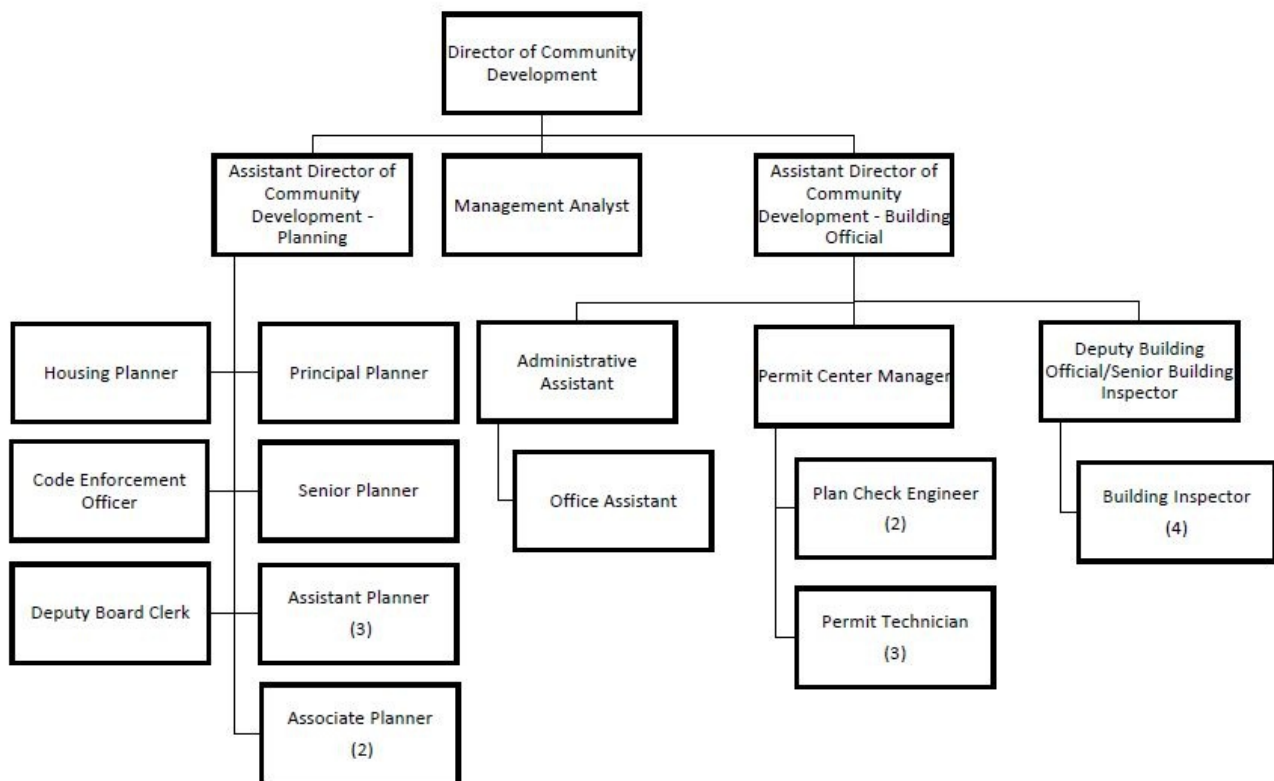 Director of Community
Development
Assistant Director of
Community
Development -
Planning
Management Analyst
Assistant Director of
Community
Development - Building
Official
Housing Planner
Principal Planner
Administrative
Assistant
Permit Center Manager
Deputy Building
Official/Senior Building
Inspector
Code Enforcement
Officer
Senior Planner
Office Assistant
Plan Check Engineer
(2)
Building Inspector
(4)
Deputy Board Clerk
Assistant Planner
(3)
Permit Technician
(3)
Associate Planner
(2)